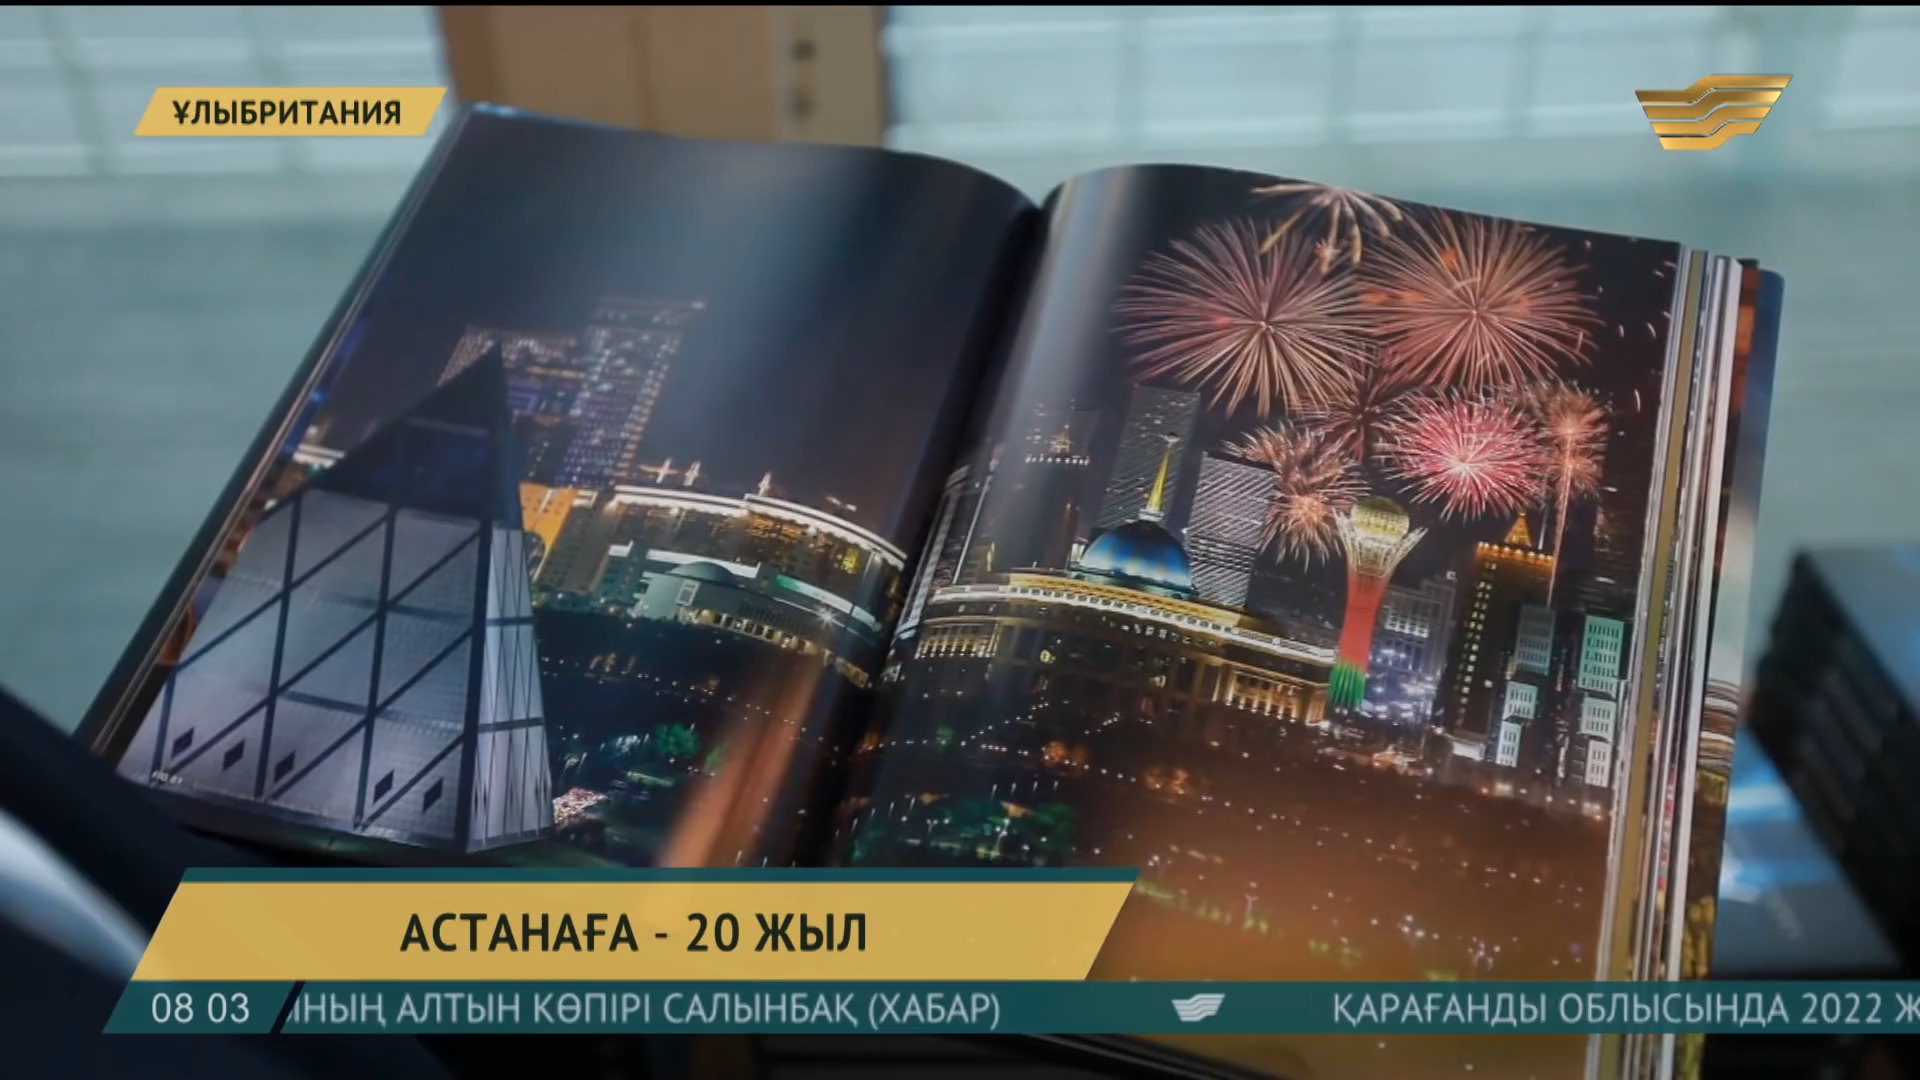 ҰЛЫБРИТАНИЯ
АСТАНАҒА - 20 ЖЫЛ
08 03
НЫҢ АЛТЫН КӨПІРІ САЛЫНБАҚ (ХАБАР)
ҚАРАҒАНДЫ ОБЛЫСЫНДА 2022